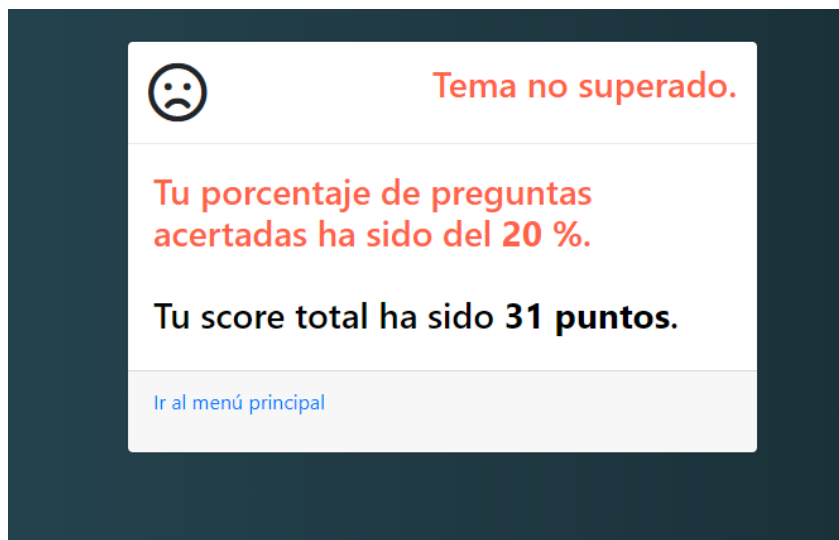 Tema no superado.
Tu porcentaje de preguntas
acertadas ha sido del 20 %.
Tu score total ha sido 31 puntos.
Ir al menú principal